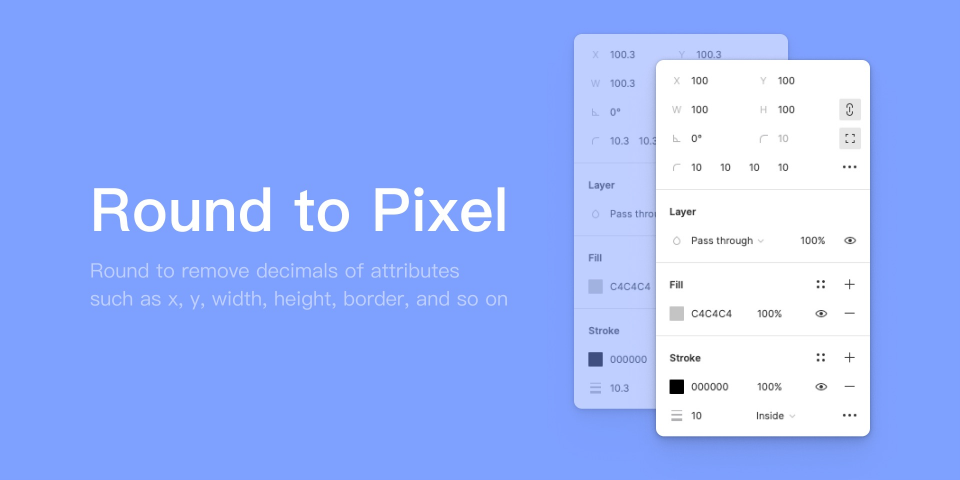 Round to Pixel
Round to remove decimals of attributes
such as x, y, width, height, border, and so on
X 100.3 Y 100.3
W 100.3
0°
10.3 10.3
Layer
Pass
Fill
C4C4C4
Stroke
000000
10.3
X 100 Y 100
W 100 H 100
0° 10
10 10 10 10
Layer
Pass through 100%
Fill
C4C4C4 100%
Stroke
000000 100%
10 Inside